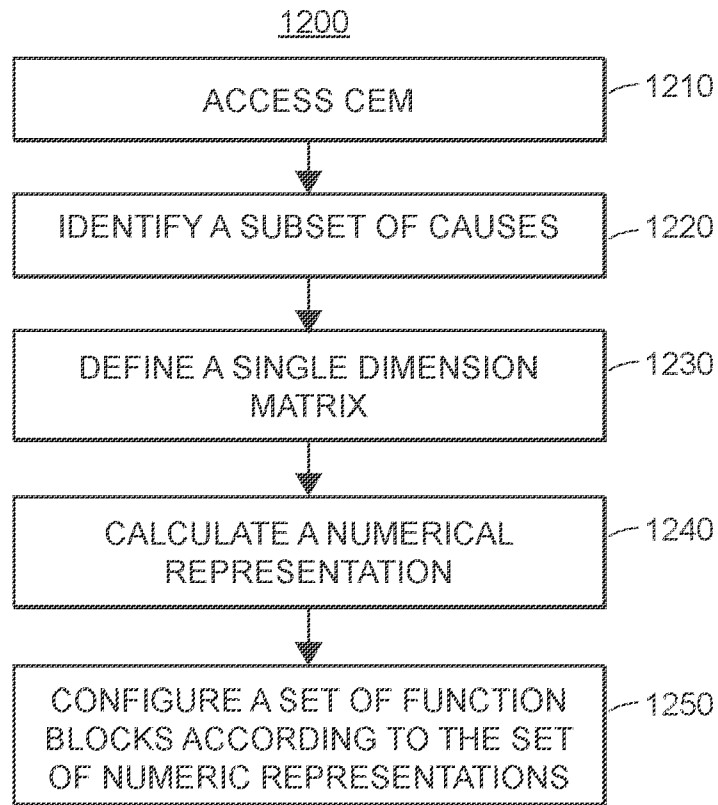 1200
ACCESS CEM
1210
IDENTIFY A SUBSET OF CAUSES
1220
DEFINE A SINGLE DIMENSION
MATRIX
1230
CALCULATE A NUMERICAL
REPRESENTATION
1240
CONFIGURE A SET OF FUNCTION
BLOCKS ACCORDING TO THE SET
OF NUMERIC REPRESENTATIONS
1250